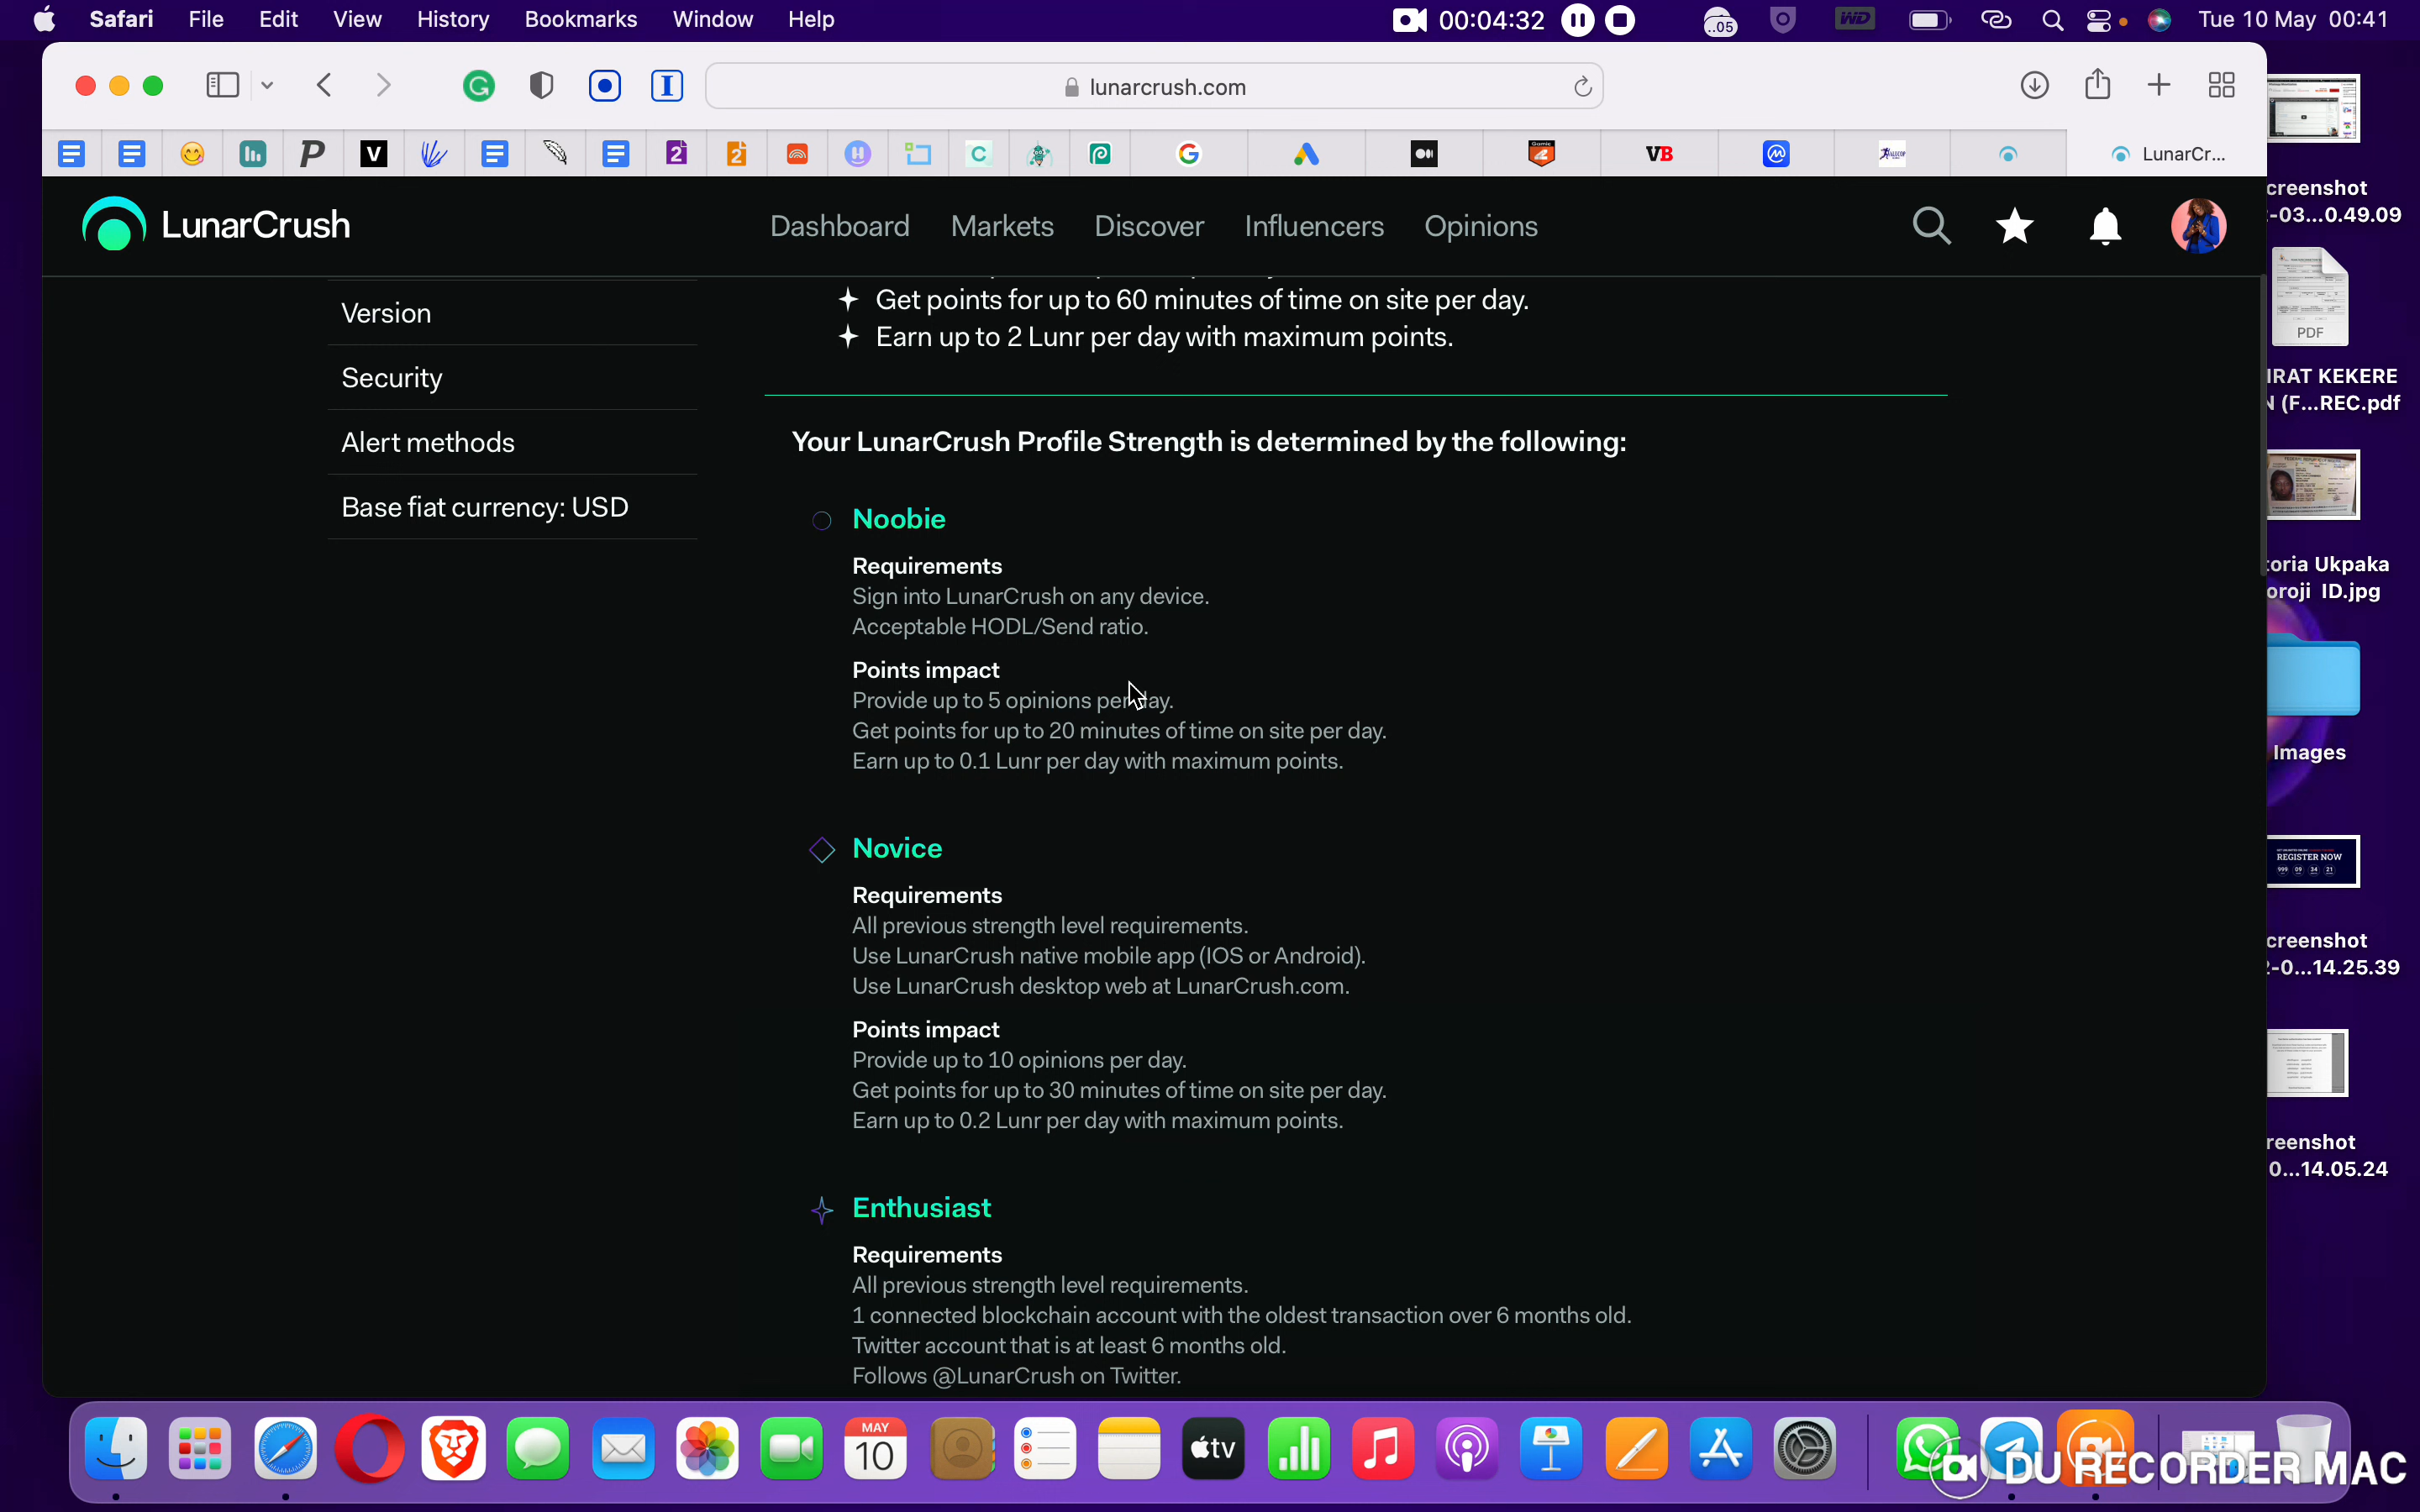 Safari File Edit View History Bookmarks Window Help 00:04:32 ..05 WD Tue 10 May 00:41
lunarcrush.com
LunarCr...
LunarCrush Dashboard Markets Discover Influencers Opinions
Get points for up to 60 minutes of time on site per day.
Earn up to 2 Lunr per day with maximum points.
Version
Security
Alert methods
Base fiat currency: USD
Your LunarCrush Profile Strength is determined by the following:
Noobie
Requirements
Sign into LunarCrush on any device.
Acceptable HODL/Send ratio.
Points impact
Provide up to 5 opinions per day.
Get points for up to 20 minutes of time on site per day.
Earn up to 0.1 Lunr per day with maximum points.
Novice
Requirements
All previous strength level requirements.
Use LunarCrush native mobile app (IOS or Android).
Use LunarCrush desktop web at LunarCrush.com.
Points impact
Provide up to 10 opinions per day.
Get points for up to 30 minutes of time on site per day.
Earn up to 0.2 Lunr per day with maximum points.
Enthusiast
Requirements
All previous strength level requirements.
1 connected blockchain account with the oldest transaction over 6 months old.
Twitter account that is at least 6 months old.
Follows @LunarCrush on Twitter.
creenshot
-03...0.49.09
PDF
IRAT KEKERE
N (F...REC.pdf
toria Ukpaka
oroji ID.jpg
Images
REGISTER NOW
999 09 34 21
creenshot
2-0...14.25.39
reenshot
0...14.05.24
MAY
10
tv
DU RECORDER MAC